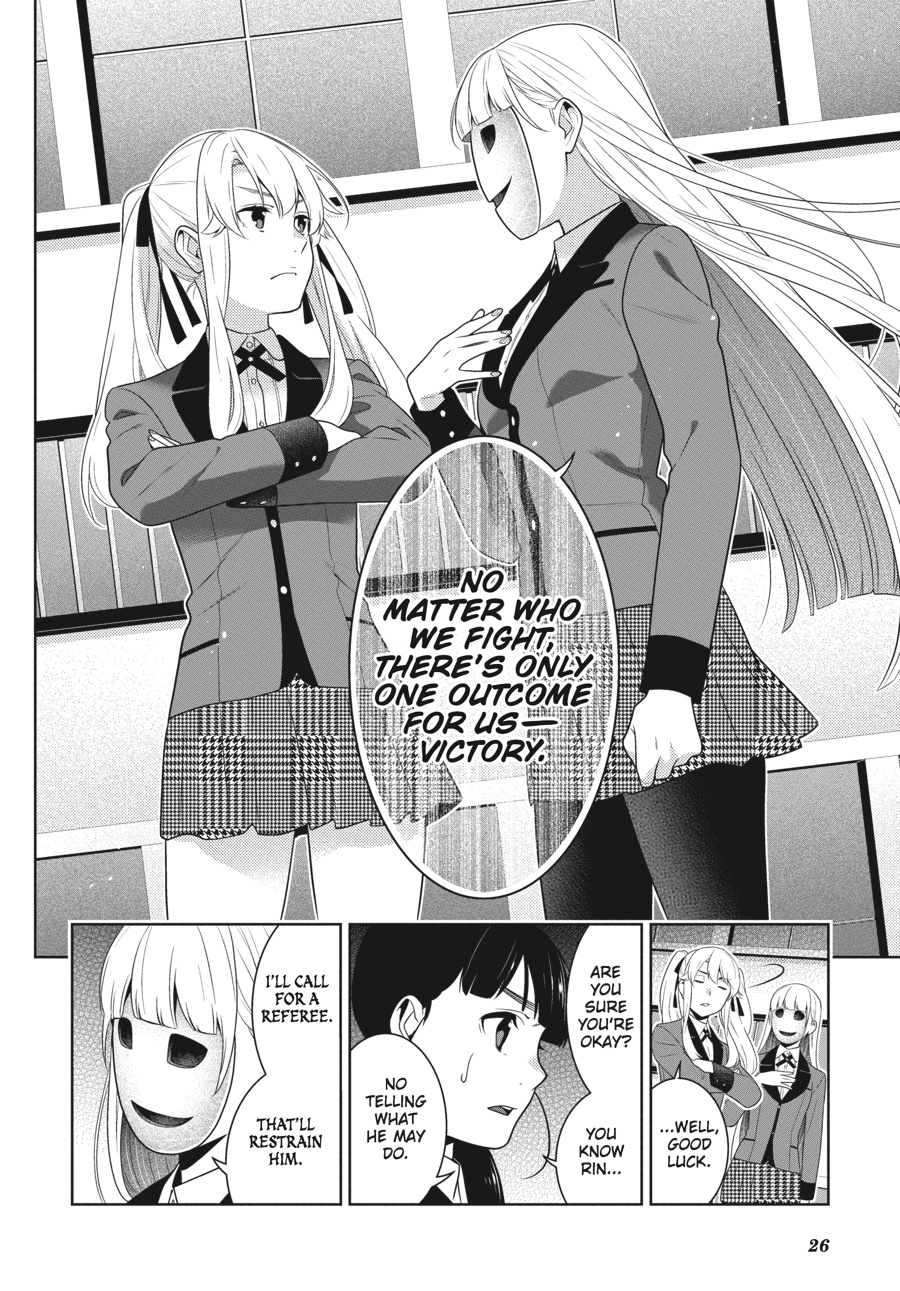 NO
MATTER WHO
WE FIGHT,
THERE'S ONLY
ONE OUTCOME
FOR US—
VICTORY.
...WELL,
GOOD
LUCK.
ARE
YOU
SURE
YOU'RE
OKAY?
YOU
KNOW
RIN...
NO
TELLING
WHAT
HE MAY
DO.
I'LL CALL
FOR A
REFEREE.
THAT'LL
RESTRAIN
HIM.
26